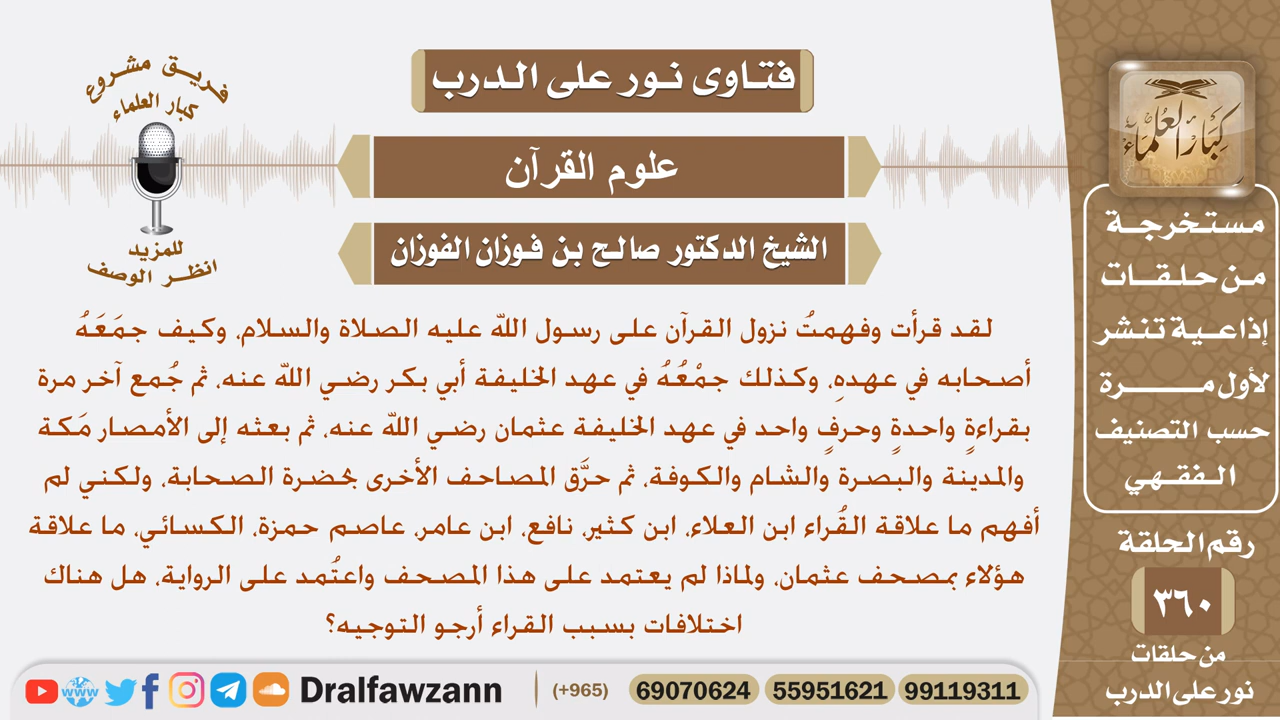 فتاوى نور على الدرب
علوم القرآن
الشيخ الدكتور صالح بن فوزان الفوزان
فريق مشروع
كبار العلماء
للمزيد
انظر الوصف
لقد قرأت وفهمتُ نزول القرآن على رسول الله عليه الصلاة والسلام، وكيف جمَعَهُ
أصحابه في عهدهِ، وكذلك جمْعُهُ في عهد الخليفة أبي بكر رضي الله عنه، ثم جُمع آخر مرة
بقراءةٍ واحدةٍ وحرفٍ واحد في عهد الخليفة عثمان رضي الله عنه، ثم بعثه إلى الأمصار مَكة
والمدينة والبصرة والشام والكوفة، ثم حرَّق المصاحف الأخرى بحضرة الصحابة، ولكني لم
أفهم ما علاقة القُراء ابن العلاء، ابن كثير، نافع، ابن عامر، عاصم حمزة، الكسائي، ما علاقة
هؤلاء بمصحف عثمان، ولماذا لم يعتمد على هذا المصحف واعتُمد على الرواية، هل هناك
اختلافات بسبب القراء أرجو التوجيه؟
كبار العلماء
مستخرجة
من حلقات
إذاعية تنشر
لأول مرة
حسب التصنيف
الفقهي
رقم الحلقة
٣٦٠
من حلقات
نور على الدرب
www
Dralfawzann
(+965) 69070624 55951621 99119311